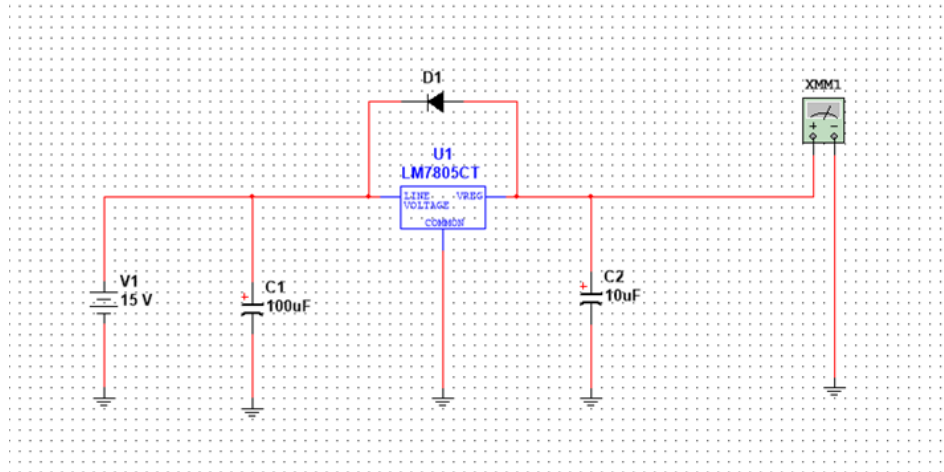 D1
XMM1
U1
LM7805CT
LINE VREG
VOLTAGE
COMMON
V1
15 V
C1
100uF
C2
10uF
+ −
+
+